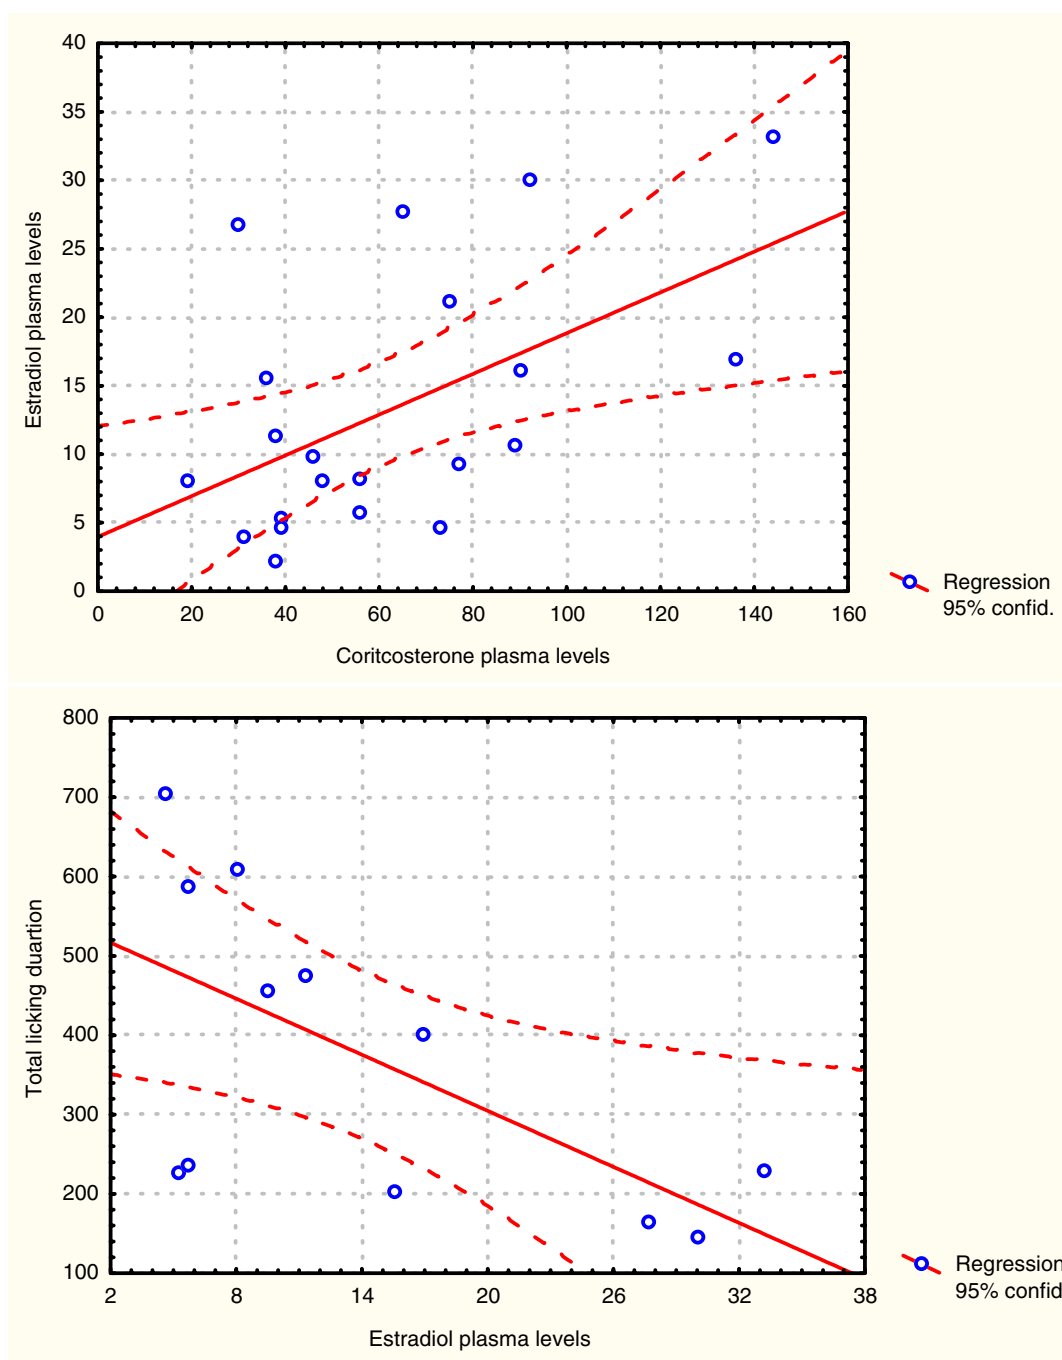 40
35
30
25
20
15
10
5
0
Estradiol plasma levels
0 20 40 60 80 100 120 140 160
Coritcosterone plasma levels
Regression
95% confid.
800
700
600
500
400
300
200
100
Total licking duartion
2 8 14 20 26 32 38
Estradiol plasma levels
Regression
95% confid